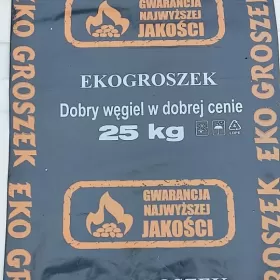 GWARANCJA
NAJWYŻSZEJ
JAKOŚCI
EKO GROSZEK
EKO GROSZEK
EKOGROSZEK
Dobry węgiel w dobrej cenie
25 kg
GWARANCJA
NAJWYŻSZEJ
JAKOŚCI